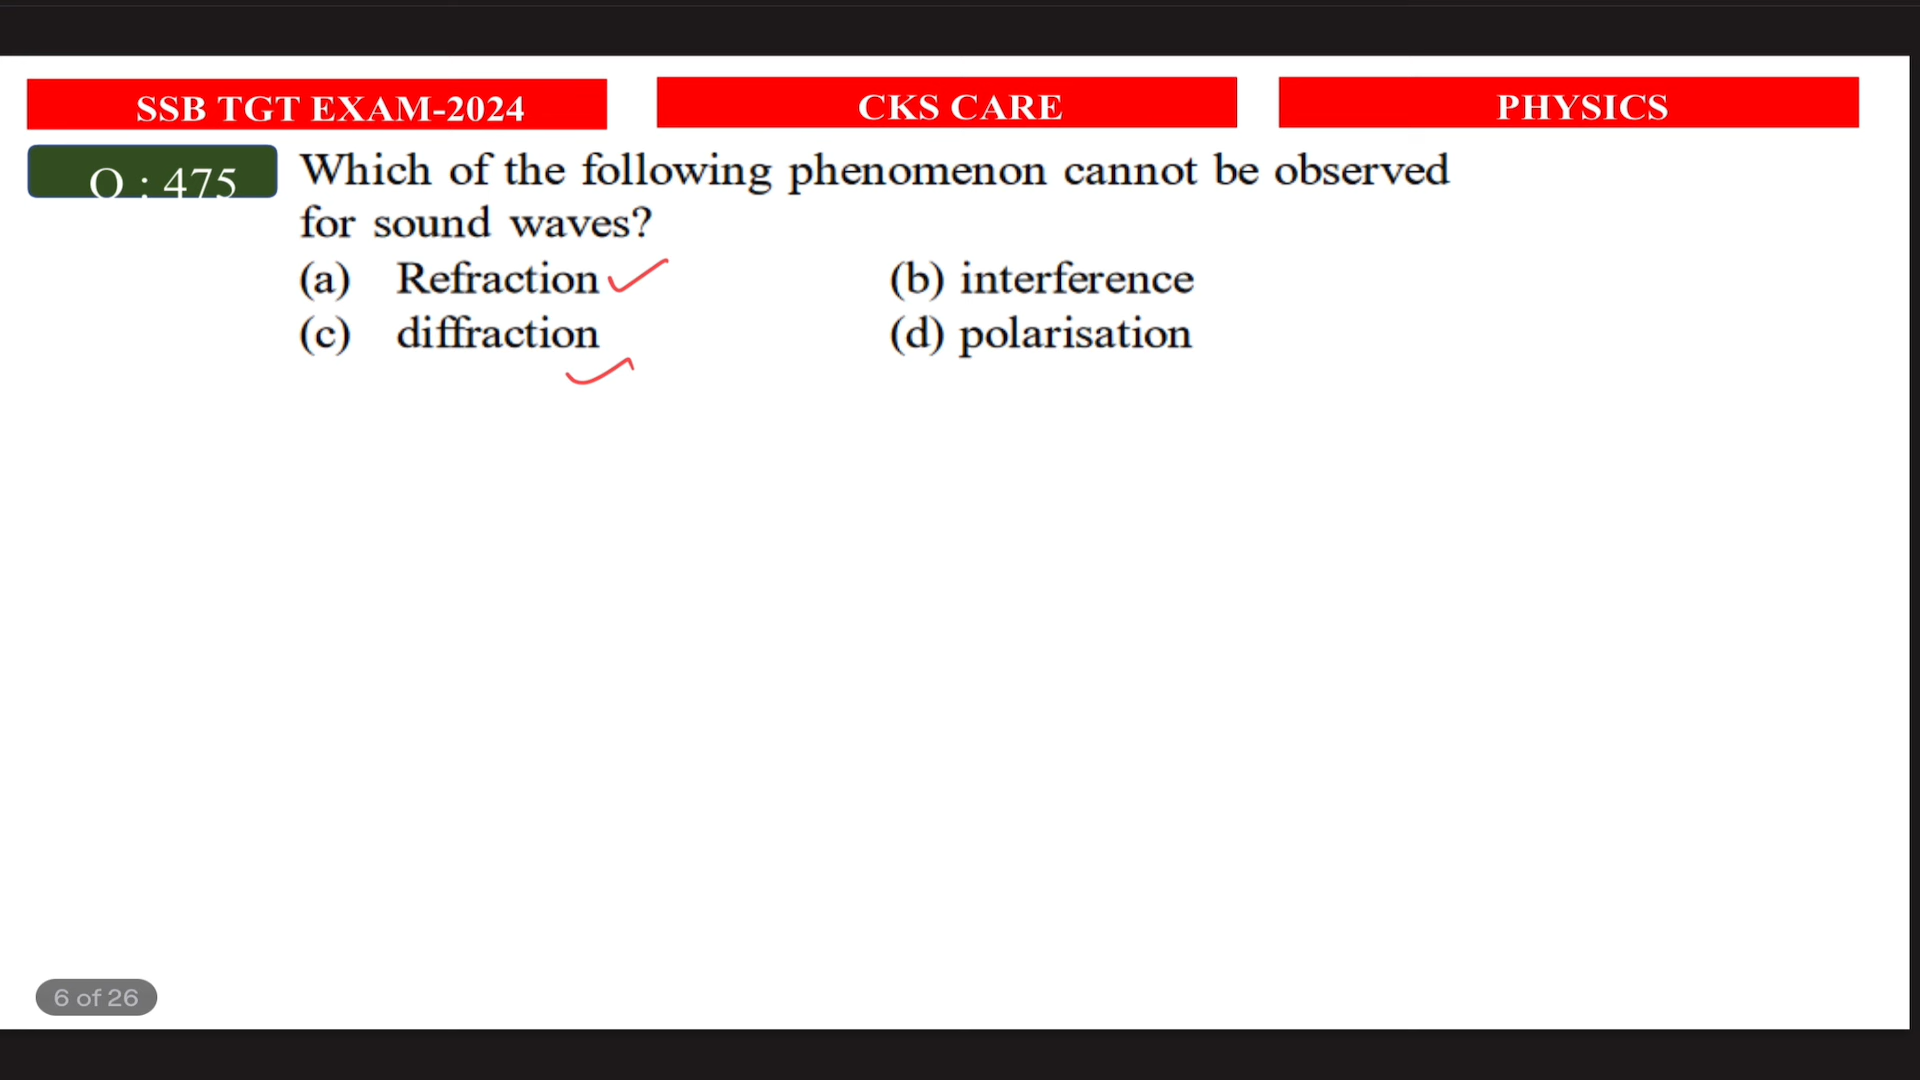 SSB TGT EXAM-2024 CKS CARE PHYSICS
Q : 475 Which of the following phenomenon cannot be observed
for sound waves?
(a) Refraction (b) interference
(c) diffraction (d) polarisation
6 of 26